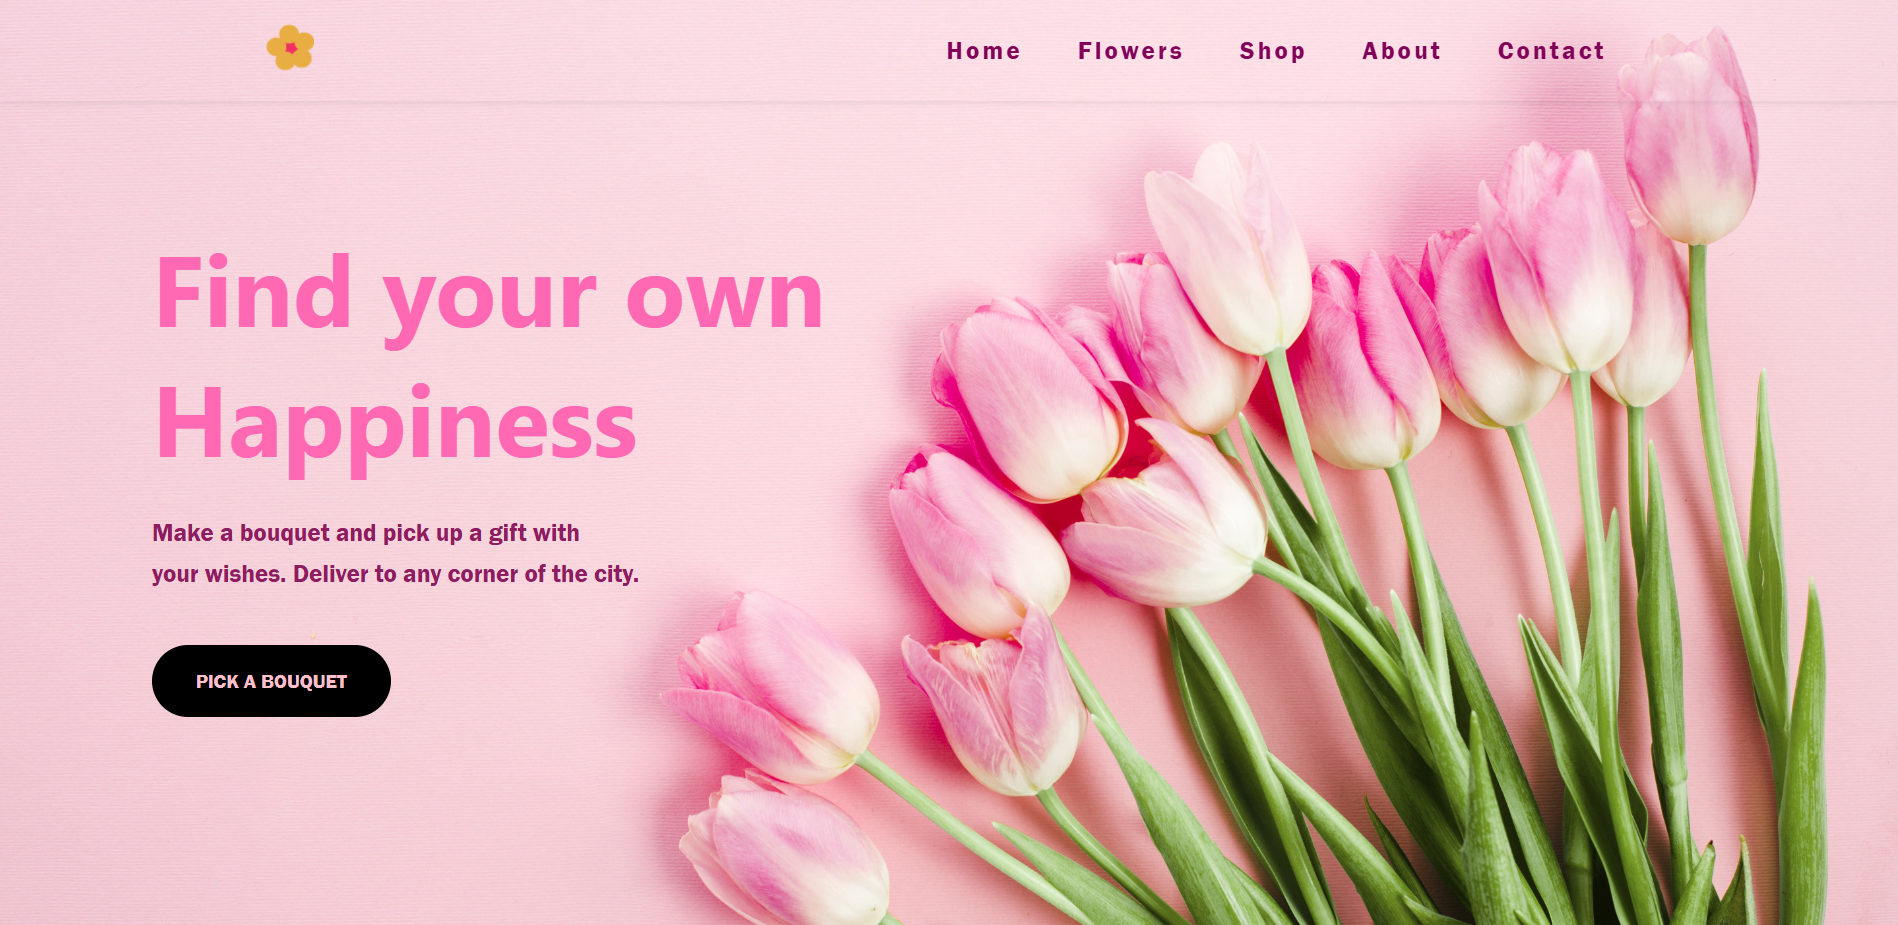 Home Flowers Shop About Contact
Find your own
Happiness
Make a bouquet and pick up a gift with
your wishes. Deliver to any corner of the city.
PICK A BOUQUET